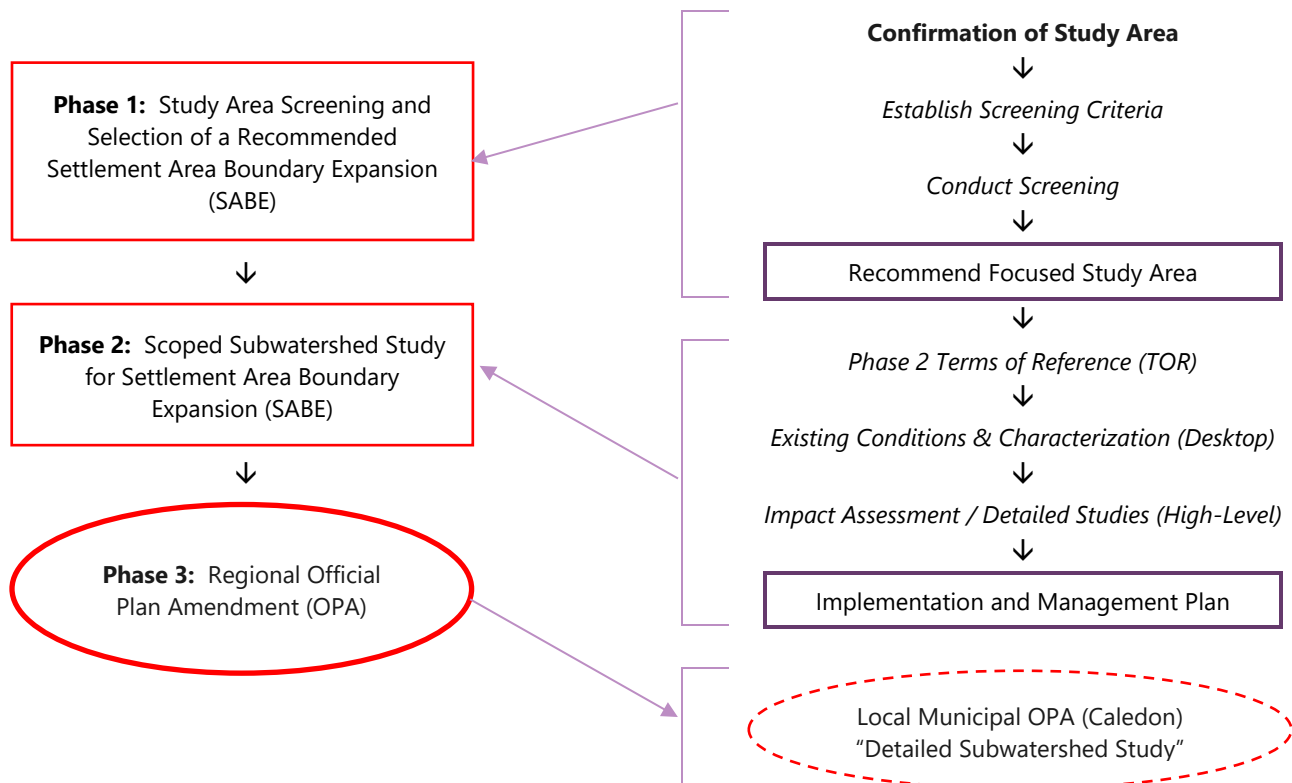 Phase 1: Study Area Screening and
Selection of a Recommended
Settlement Area Boundary Expansion
(SABE)
Phase 2: Scoped Subwatershed Study
for Settlement Area Boundary
Expansion (SABE)
Phase 3: Regional Official
Plan Amendment (OPA)
Confirmation of Study Area
Establish Screening Criteria
Conduct Screening
Recommend Focused Study Area
Phase 2 Terms of Reference (TOR)
Existing Conditions & Characterization (Desktop)
Impact Assessment / Detailed Studies (High-Level)
Implementation and Management Plan
Local Municipal OPA (Caledon)
“Detailed Subwatershed Study”